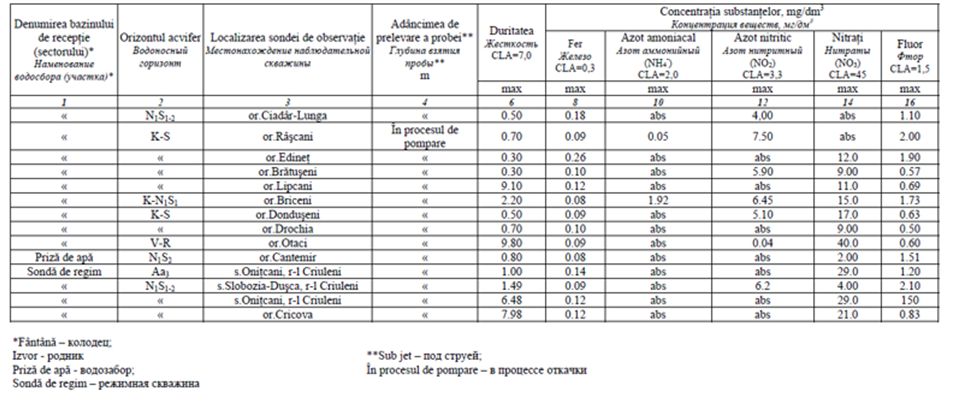 Denumirea bazinului de recepție (sectorului)* Наименование водосбора (участка)* | Orizontul acvifer Водоносный горизонт | Localizarea sondei de observație Местонахождение наблюдательной скважины | Adâncimea de prelevare a probei** Глубина взятия пробы** m | Duritatea Жесткость CLA=7,0 | Concentrația substanțelor, mg/dm3 Концентрация веществ, мг/дм3
Fer Железо CLA=0,3 | Azot amoniacal Азот аммонийный (NH4) CLA=2,0 | Azot nitritic Азот нитритный (NO2) CLA=3,3 | Nitrați Нитраты (NO3) CLA=45 | Fluor Фтор CLA=1,5
max | max | max | max | max | max
1 | 2 | 3 | 4 | 6 | 8 | 10 | 12 | 14 | 16
« | N1S1-2 | or.Ciadâr-Lunga | « | 0.50 | 0.18 | abs | 4,00 | abs | 1.10
« | K-S | or.Râșcani | În procesul de pompare | 0.70 | 0.09 | 0.05 | 7.50 | abs | 2.00
« | « | or.Edineț | « | 0.30 | 0.26 | abs | abs | 12.0 | 1.90
« | « | or.Brătușeni | « | 0.30 | 0.10 | abs | 5.90 | 9.00 | 0.57
« | « | or.Lipcani | « | 9.10 | 0.12 | abs | abs | 11.0 | 0.69
« | K-N1S1 | or.Briceni | « | 2.20 | 0.08 | 1.92 | 6.45 | 15.0 | 1.73
« | K-S | or.Dondușeni | « | 0.50 | 0.09 | abs | 5.10 | 17.0 | 0.63
« | « | or.Drochia | « | 0.70 | 0.10 | abs | abs | 9.00 | 0.50
« | V-R | or.Otaci | « | 9.80 | 0.09 | abs | 0.04 | 40.0 | 0.60
Priză de apă | N1S2 | or.Cantemir | « | 0.80 | 0.08 | abs | abs | 2.00 | 1.51
Sondă de regim | Aa3 | s.Onițcani, r-l Criuleni | « | 1.00 | 0.14 | abs | abs | 29.0 | 1.20
« | N1S1-2 | s.Slobozia-Dușca, r-l Criuleni | « | 1.49 | 0.09 | abs | 6.2 | 4.00 | 2.10
« | « | s.Onițcani, r-l Criuleni | « | 6.48 | 0.12 | abs | abs | 29.0 | 150
« | « | or.Cricova | « | 7.98 | 0.12 | abs | abs | 21.0 | 0.83
*Fântână – колодец;
Izvor - родник
Priză de apă - водозабор;
Sondă de regim – режимная скважина
**Sub jet – под струей;
În procesul de pompare – в процессе откачки